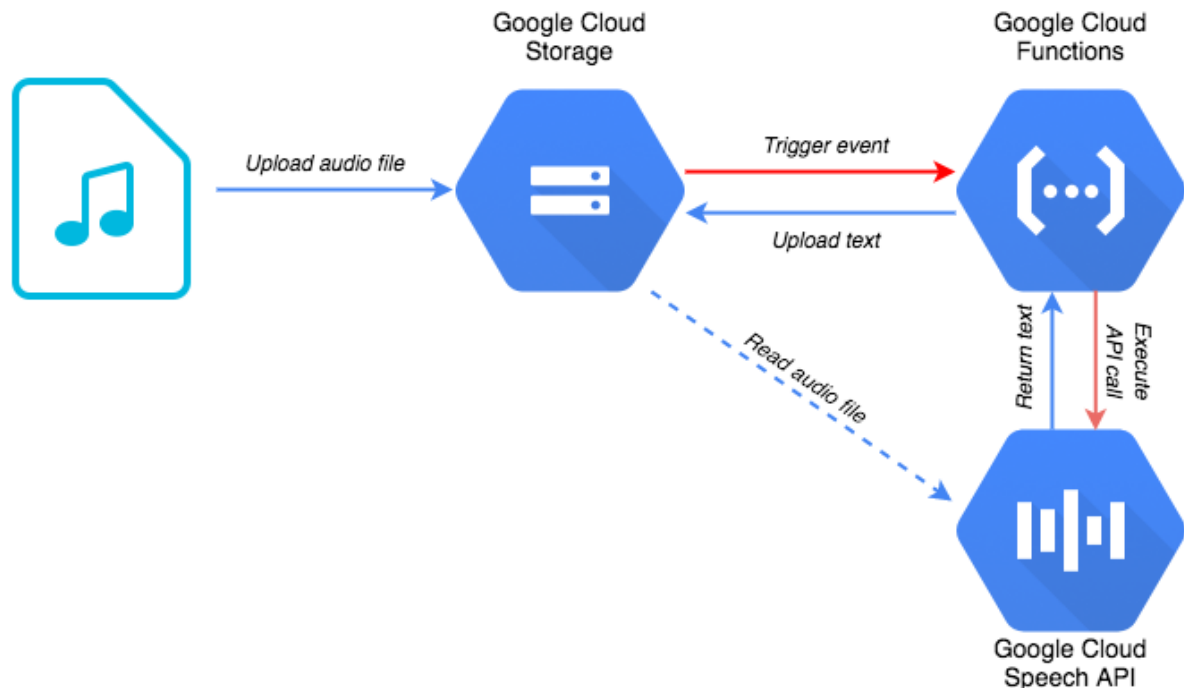 Google Cloud
Storage
Google Cloud
Functions
Upload audio file
Trigger event
Upload text
Read audio file
Return text
Execute
API call
Google Cloud
Speech API